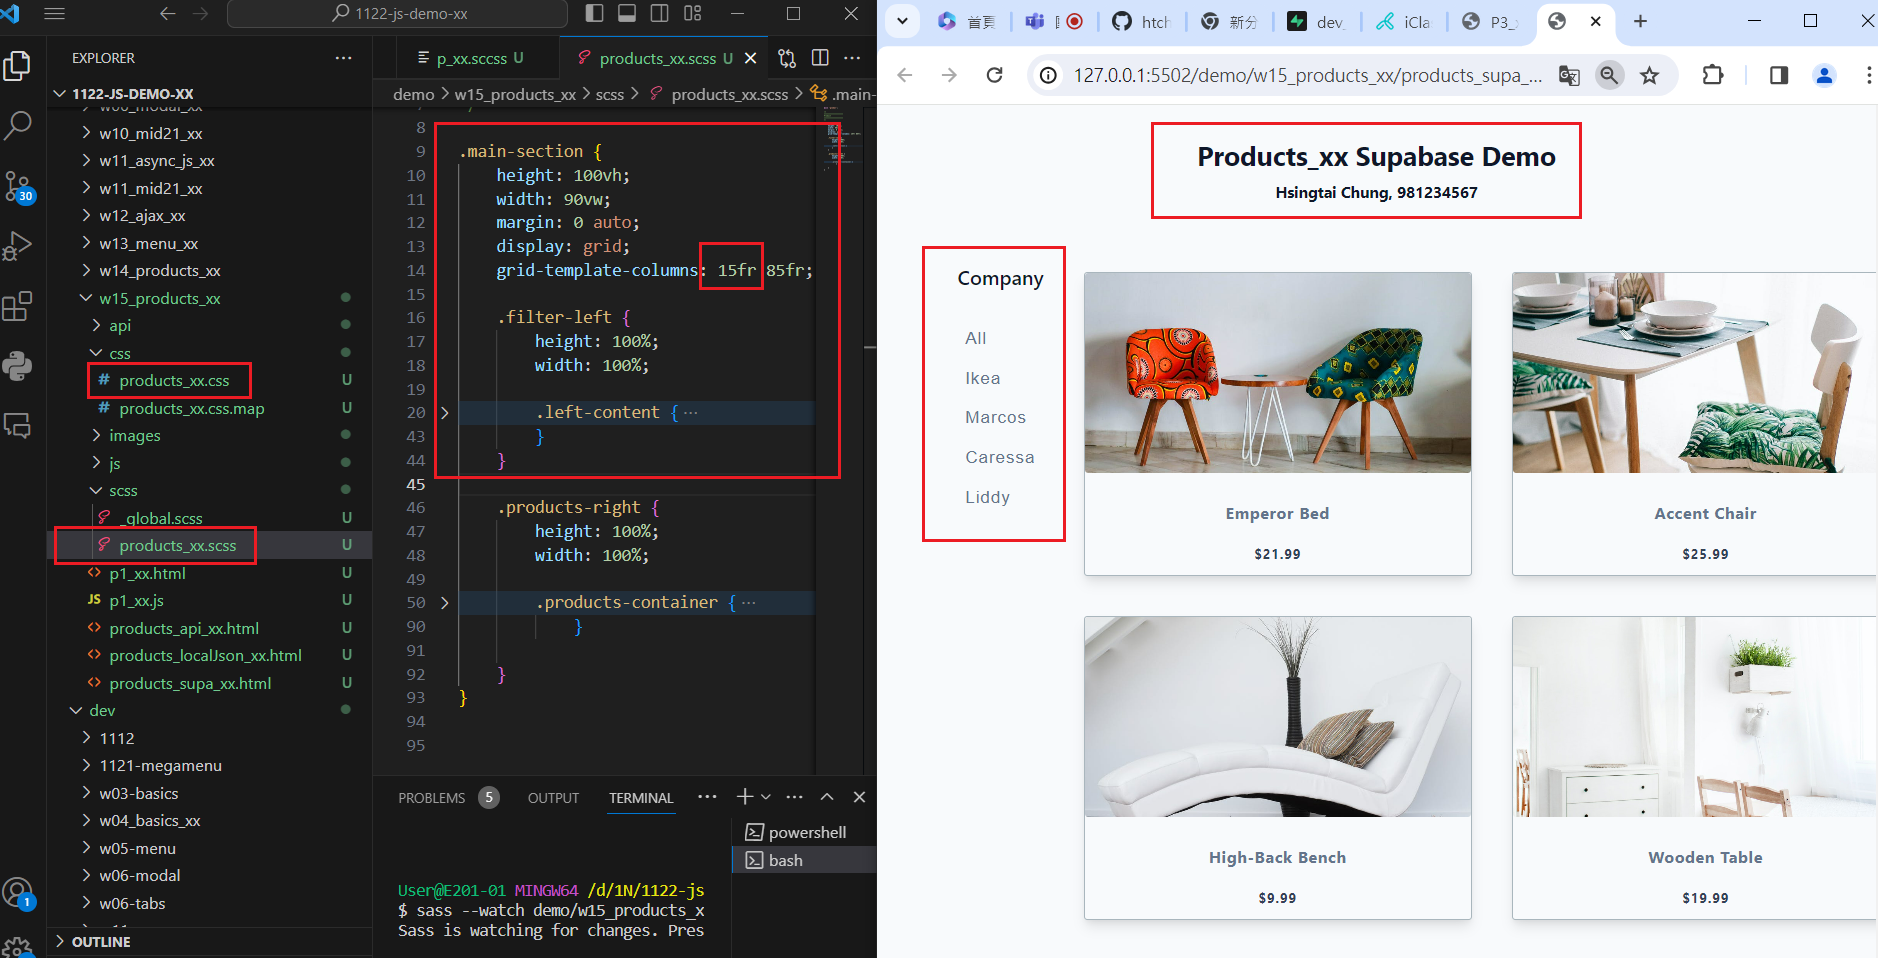 1122-js-demo-xx
EXPLORER
1122-JS-DEMO-XX
w10_mid21_xx
w11_async_js_xx
w11_mid21_xx
w12_ajax_xx
w13_menu_xx
w14_products_xx
w15_products_xx
api
css
# products_xx.css U
# products_xx.css.map U
images
js
scss
_global.scss U
products_xx.scss U
<> p1_xx.html U
JS p1_xx.js U
<> products_api_xx.html U
<> products_localJson_xx.html U
<> products_supa_xx.html U
dev
1112
1121-megamenu
w03-basics
w04_basics_xx
w05-menu
w06-modal
w06-tabs
OUTLINE
30
1
p_xx.sccss U
products_xx.scss U
demo > w15_products_xx > scss > products_xx.scss > .main-
8
9 .main-section {
10 height: 100vh;
11 width: 90vw;
12 margin: 0 auto;
13 display: grid;
14 grid-template-columns: 15fr 85fr;
15
16 .filter-left {
17 height: 100%;
18 width: 100%;
19
20 .left-content { ···
43 }
44 }
45
46 .products-right {
47 height: 100%;
48 width: 100%;
49
50 .products-container { ···
90 }
91
92 }
93 }
94
95
PROBLEMS 5 OUTPUT TERMINAL
powershell
bash
User@E201-01 MINGW64 /d/1N/1122-js
$ sass --watch demo/w15_products_x
Sass is watching for changes. Pres
首頁
htch
新分
dev_
iCla
P3_x
127.0.0.1:5502/demo/w15_products_xx/products_supa_...
Products_xx Supabase Demo
Hsingtai Chung, 981234567
Company
All
Ikea
Marcos
Caressa
Liddy
Emperor Bed
$21.99
Accent Chair
$25.99
High-Back Bench
$9.99
Wooden Table
$19.99